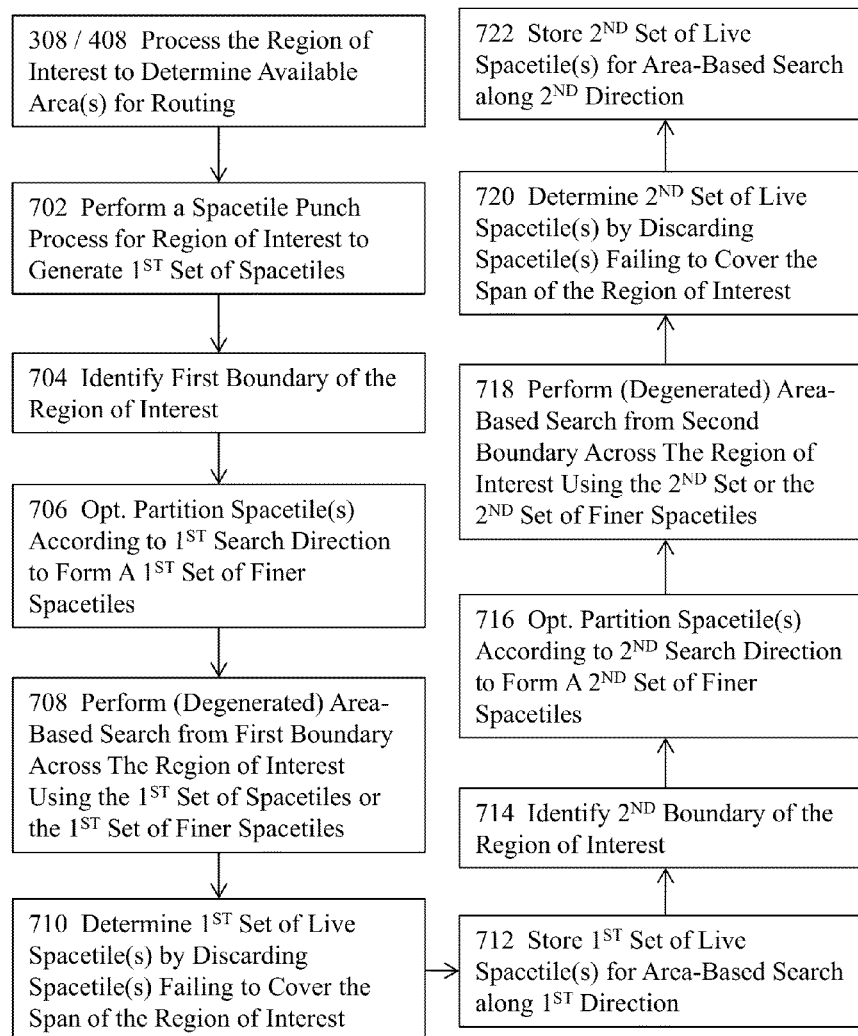 308 / 408  Process the Region of
Interest to Determine Available
Area(s) for Routing
702  Perform a Spacetile Punch
Process for Region of Interest to
Generate 1ST Set of Spacetiles
704  Identify First Boundary of the
Region of Interest
706  Opt. Partition Spacetile(s)
According to 1ST Search Direction
to Form A 1ST Set of Finer
Spacetiles
708  Perform (Degenerated) Area-
Based Search from First Boundary
Across The Region of Interest
Using the 1ST Set of Spacetiles or
the 1ST Set of Finer Spacetiles
710  Determine 1ST Set of Live
Spacetile(s) by Discarding
Spacetile(s) Failing to Cover the
Span of the Region of Interest
712  Store 1ST Set of Live
Spacetile(s) for Area-Based Search
along 1ST Direction
714  Identify 2ND Boundary of the
Region of Interest
716  Opt. Partition Spacetile(s)
According to 2ND Search Direction
to Form A 2ND Set of Finer
Spacetiles
718  Perform (Degenerated) Area-
Based Search from Second
Boundary Across The Region of
Interest Using the 2ND Set or the
2ND Set of Finer Spacetiles
720  Determine 2ND Set of Live
Spacetile(s) by Discarding
Spacetile(s) Failing to Cover the
Span of the Region of Interest
722  Store 2ND Set of Live
Spacetile(s) for Area-Based Search
along 2ND Direction